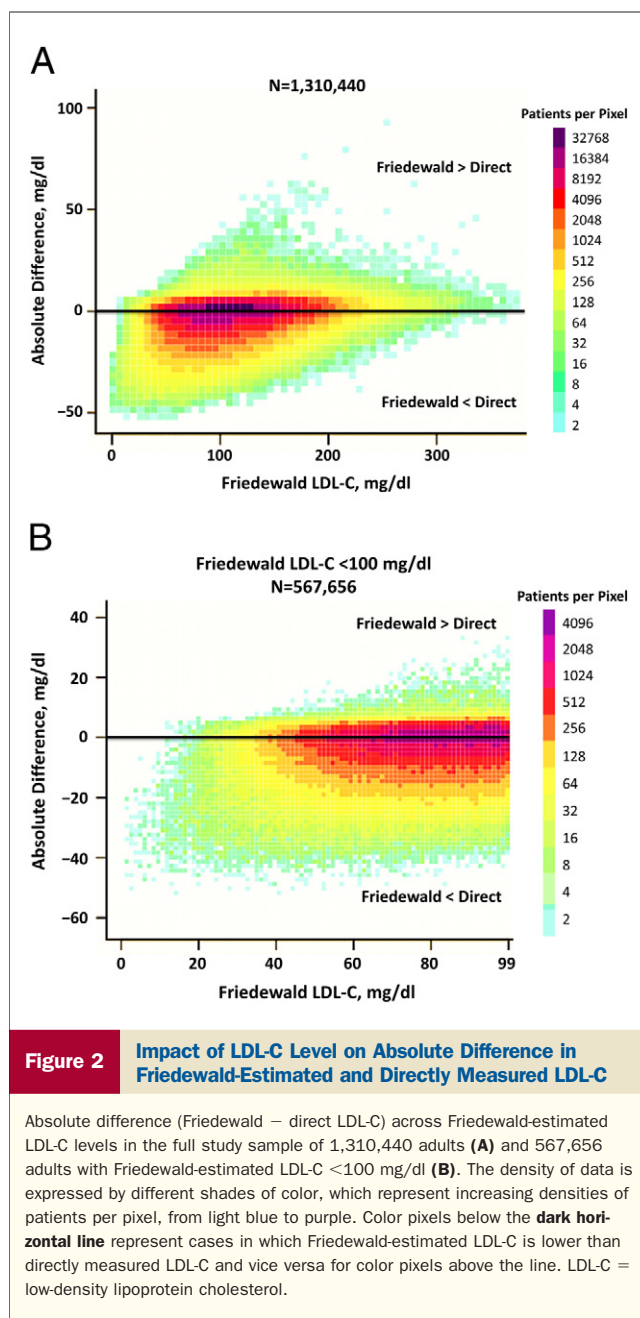 A
N=1,310,440
Patients per Pixel
100
50
0
−50
Absolute Difference, mg/dl
Friedewald > Direct
Friedewald < Direct
32768
16384
8192
4096
2048
1024
512
256
128
64
32
16
8
4
2
0
100
200
300
Friedewald LDL-C, mg/dl
B
Friedewald LDL-C <100 mg/dl
N=567,656
Patients per Pixel
40
20
0
−20
−40
−60
Absolute Difference, mg/dl
Friedewald > Direct
Friedewald < Direct
4096
2048
1024
512
256
128
64
32
16
8
4
2
0
20
40
60
80
99
Friedewald LDL-C, mg/dl
Figure 2
Impact of LDL-C Level on Absolute Difference in
Friedewald-Estimated and Directly Measured LDL-C
Absolute difference (Friedewald − direct LDL-C) across Friedewald-estimated
LDL-C levels in the full study sample of 1,310,440 adults (A) and 567,656
adults with Friedewald-estimated LDL-C <100 mg/dl (B). The density of data is
expressed by different shades of color, which represent increasing densities of
patients per pixel, from light blue to purple. Color pixels below the dark hori-
zontal line represent cases in which Friedewald-estimated LDL-C is lower than
directly measured LDL-C and vice versa for color pixels above the line. LDL-C =
low-density lipoprotein cholesterol.